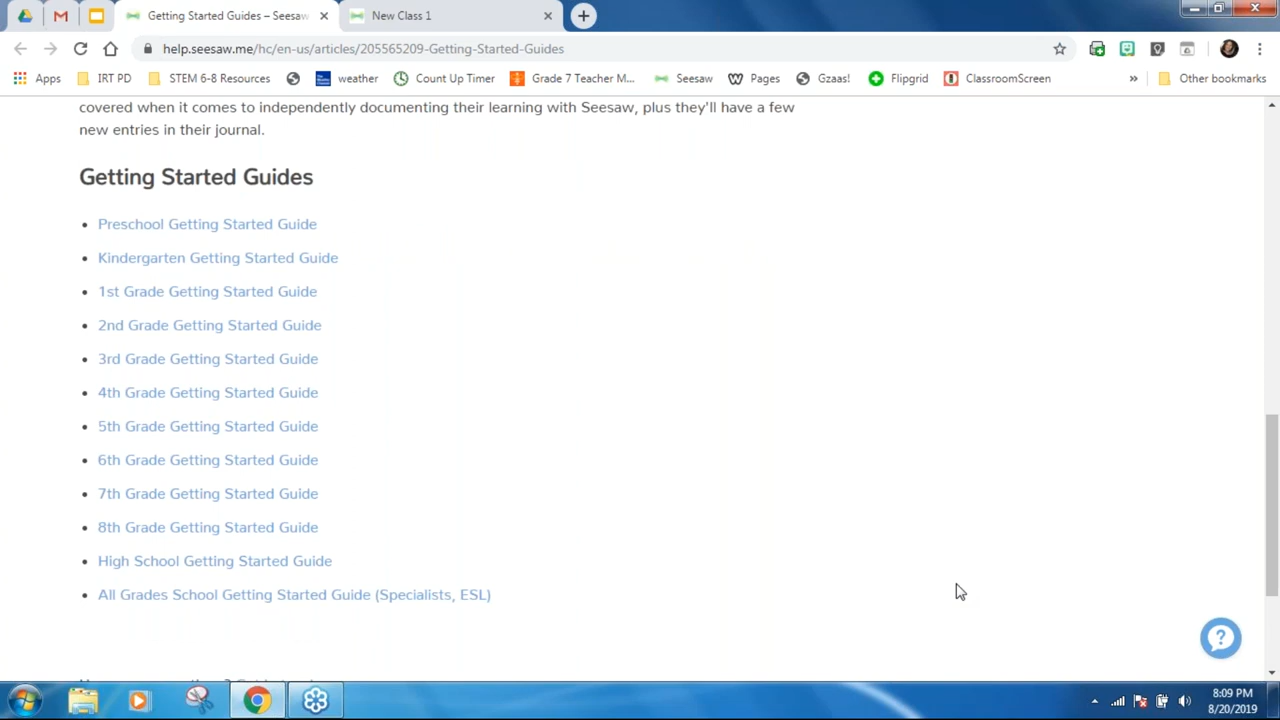 Getting Started Guides – Seesaw
New Class 1
help.seesaw.me/hc/en-us/articles/205565209-Getting-Started-Guides
Apps IRT PD STEM 6-8 Resources weather Count Up Timer Grade 7 Teacher M... Seesaw Pages Gzaas! Flipgrid ClassroomScreen » Other bookmarks
covered when it comes to independently documenting their learning with Seesaw, plus they'll have a few
new entries in their journal.
Getting Started Guides
• Preschool Getting Started Guide
• Kindergarten Getting Started Guide
• 1st Grade Getting Started Guide
• 2nd Grade Getting Started Guide
• 3rd Grade Getting Started Guide
• 4th Grade Getting Started Guide
• 5th Grade Getting Started Guide
• 6th Grade Getting Started Guide
• 7th Grade Getting Started Guide
• 8th Grade Getting Started Guide
• High School Getting Started Guide
• All Grades School Getting Started Guide (Specialists, ESL)
8:09 PM
8/20/2019